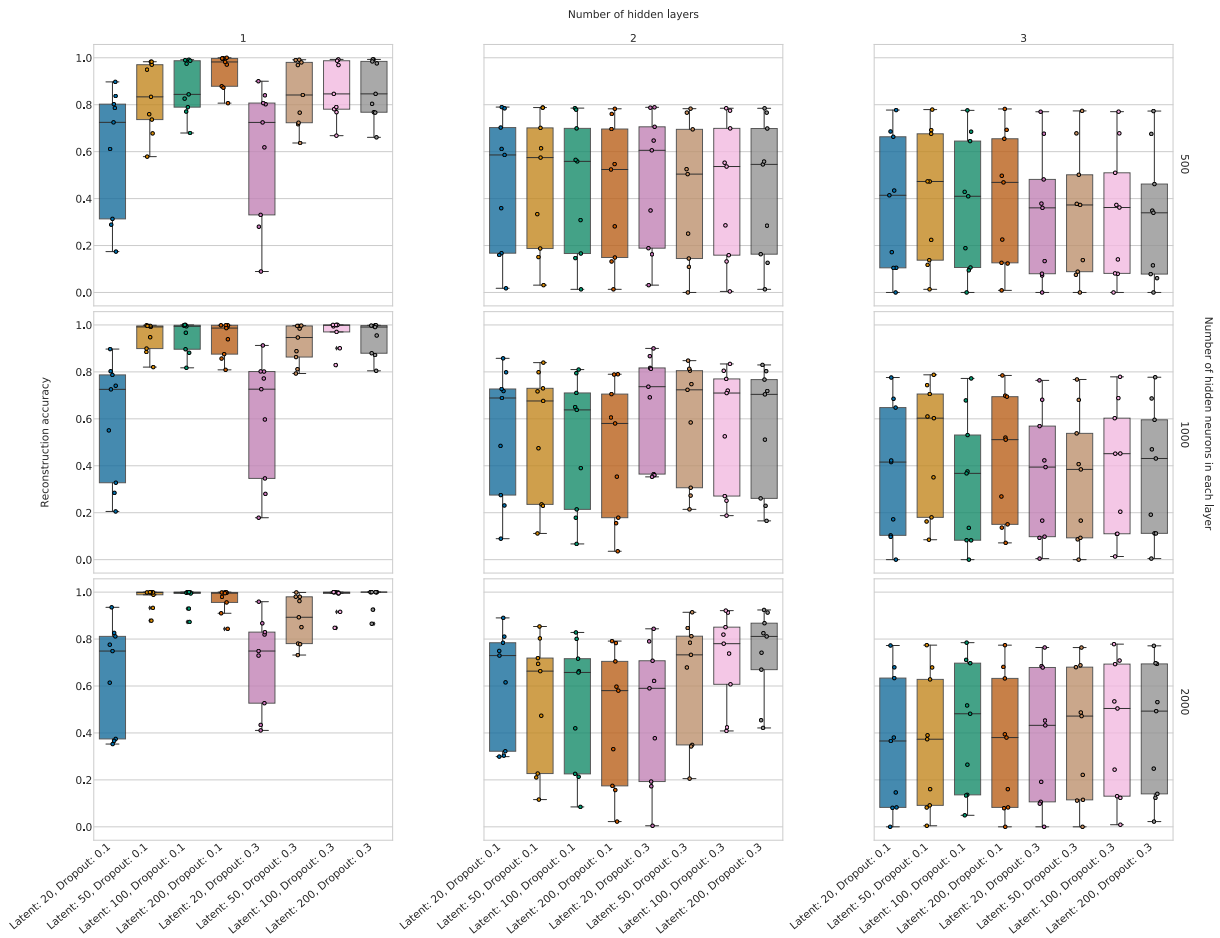 Number of hidden layers
1
2
3
1.0
0.8
0.6
0.4
0.2
0.0
500
1.0
0.8
0.6
0.4
0.2
0.0
1000
1.0
0.8
0.6
0.4
0.2
0.0
2000
Reconstruction accuracy
Number of hidden neurons in each layer
Latent: 20, Dropout: 0.1
Latent: 50, Dropout: 0.1
Latent: 100, Dropout: 0.1
Latent: 200, Dropout: 0.1
Latent: 20, Dropout: 0.3
Latent: 50, Dropout: 0.3
Latent: 100, Dropout: 0.3
Latent: 200, Dropout: 0.3
Latent: 20, Dropout: 0.1
Latent: 50, Dropout: 0.1
Latent: 100, Dropout: 0.1
Latent: 200, Dropout: 0.1
Latent: 20, Dropout: 0.3
Latent: 50, Dropout: 0.3
Latent: 100, Dropout: 0.3
Latent: 200, Dropout: 0.3
Latent: 20, Dropout: 0.1
Latent: 50, Dropout: 0.1
Latent: 100, Dropout: 0.1
Latent: 200, Dropout: 0.1
Latent: 20, Dropout: 0.3
Latent: 50, Dropout: 0.3
Latent: 100, Dropout: 0.3
Latent: 200, Dropout: 0.3